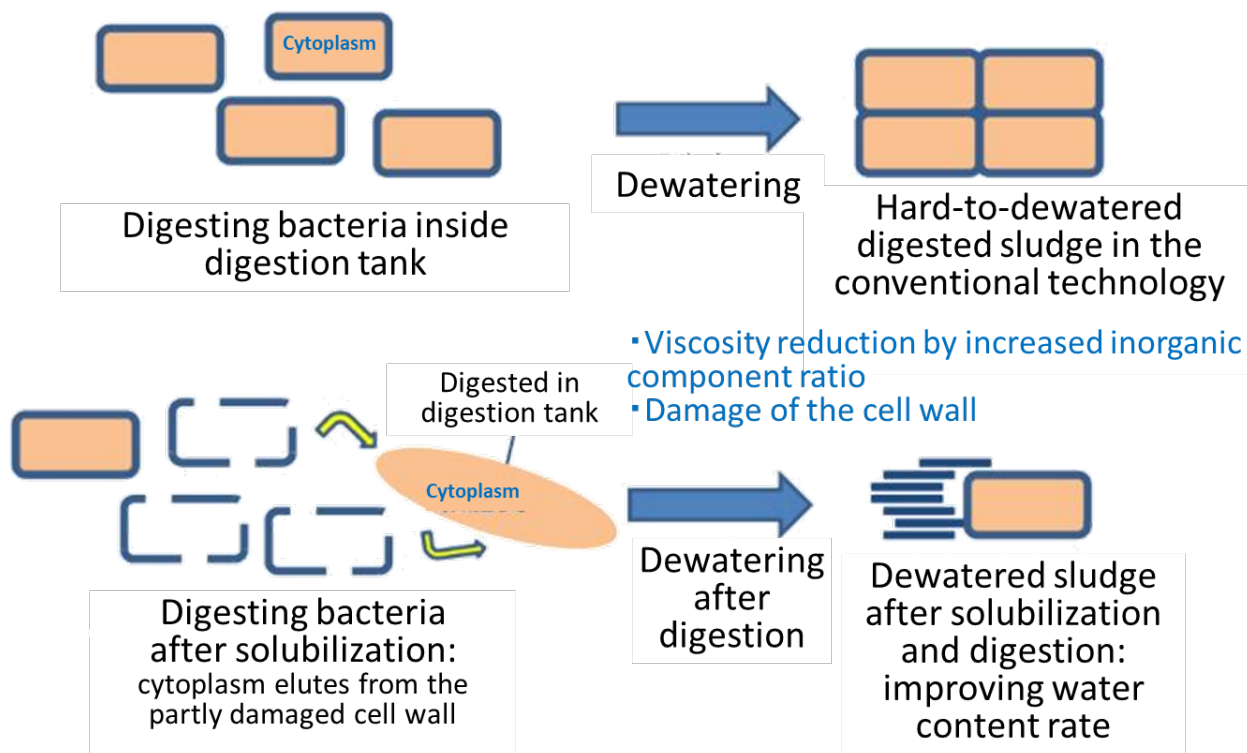 Cytoplasm
Digesting bacteria inside
digestion tank
Dewatering
Hard-to-dewatered
digested sludge in the
conventional technology
・Viscosity reduction by increased inorganic
component ratio
・Damage of the cell wall
Digested in
digestion tank
Cytoplasm
Digesting bacteria
after solubilization:
cytoplasm elutes from the
partly damaged cell wall
Dewatering
after
digestion
Dewatered sludge
after solubilization
and digestion:
improving water
content rate